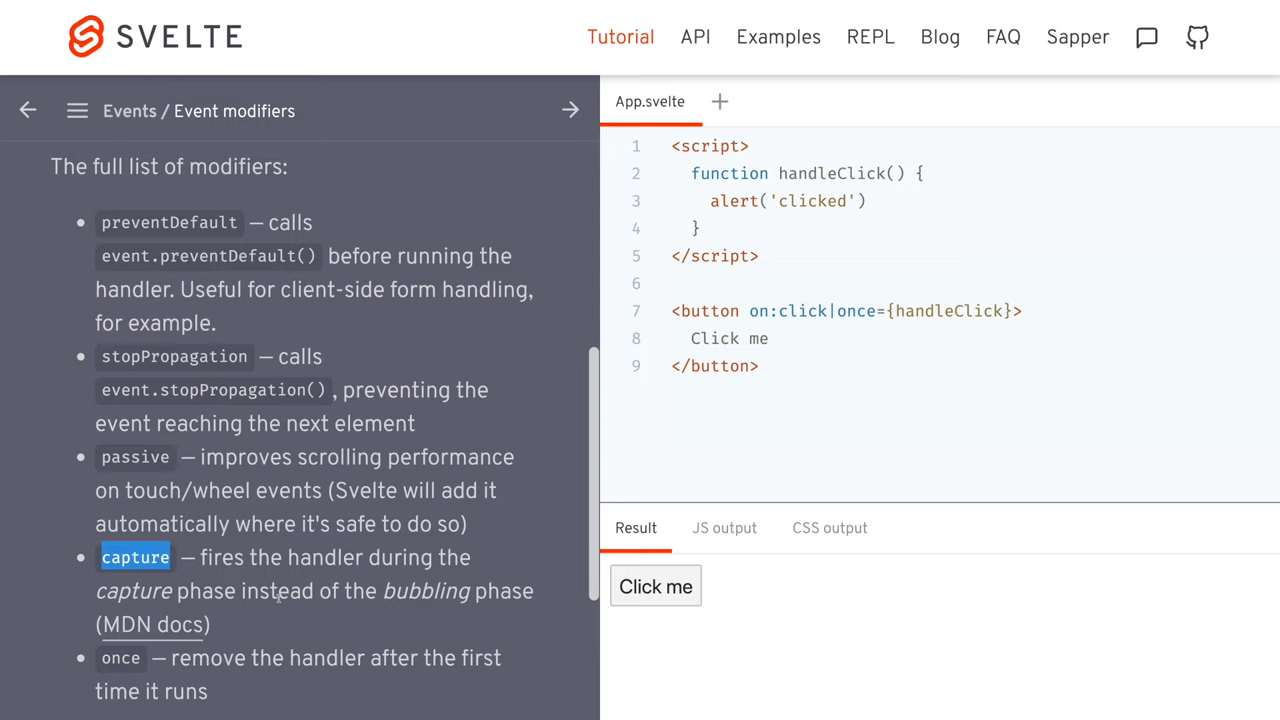 SVELTE
Tutorial API Examples REPL Blog FAQ Sapper
Events / Event modifiers
The full list of modifiers:
preventDefault — calls
event.preventDefault() before running the
handler. Useful for client-side form handling,
for example.
stopPropagation — calls
event.stopPropagation() , preventing the
event reaching the next element
passive — improves scrolling performance
on touch/wheel events (Svelte will add it
automatically where it's safe to do so)
capture — fires the handler during the
capture phase instead of the bubbling phase
(MDN docs)
once — remove the handler after the first
time it runs
App.svelte +
1 <script>
2 function handleClick() {
3 alert('clicked')
4 }
5 </script>
6
7 <button on:click|once={handleClick}>
8 Click me
9 </button>
Result JS output CSS output
Click me